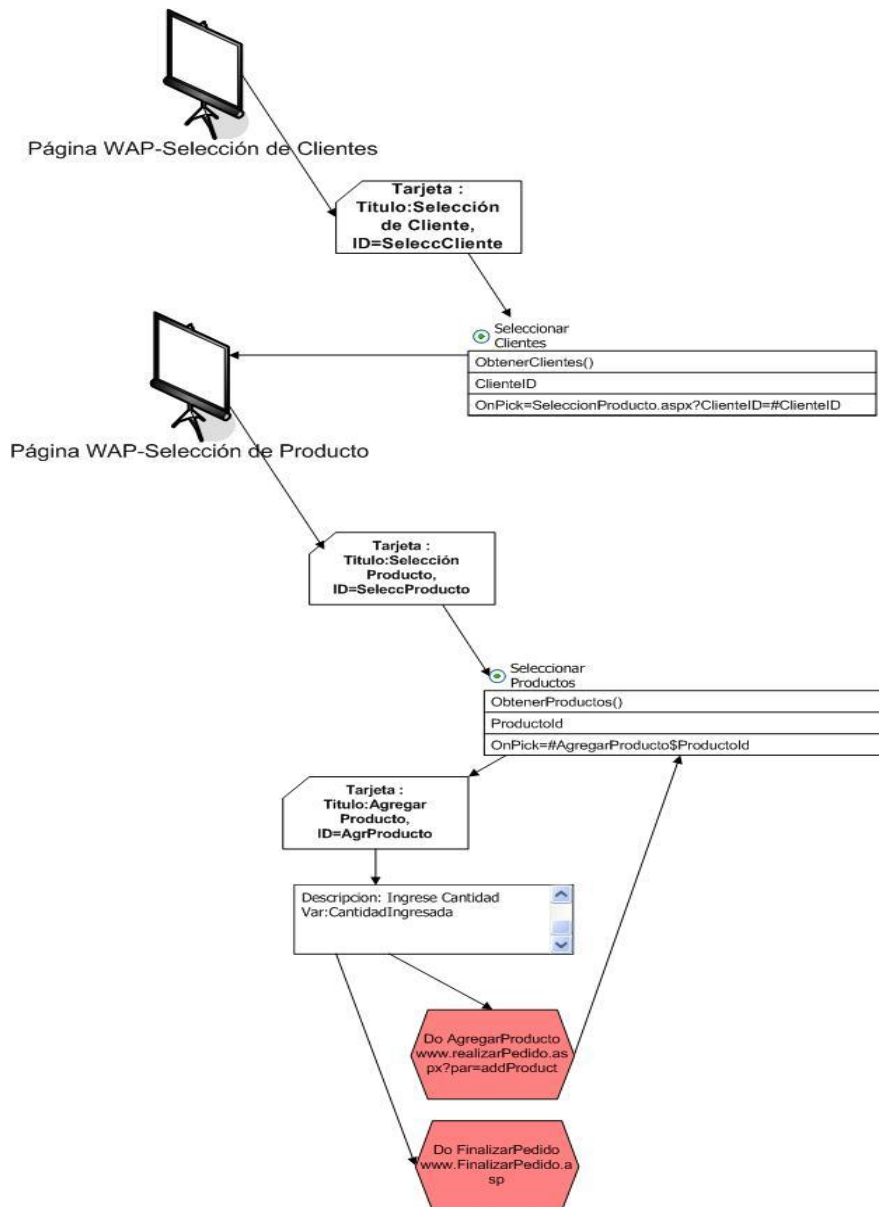 Página WAP-Selección de Clientes
Tarjeta :
Titulo:Selección
de Cliente,
ID=SeleccCliente
Seleccionar
Clientes
ObtenerClientes()
ClienteID
OnPick=SeleccionProducto.aspx?ClienteID=#ClienteID
Página WAP-Selección de Producto
Tarjeta :
Titulo:Selección
Producto,
ID=SeleccProducto
Seleccionar
Productos
ObtenerProductos()
ProductoId
OnPick=#AgregarProducto$ProductoId
Tarjeta :
Titulo:Agregar
Producto,
ID=AgrProducto
Descripcion: Ingrese Cantidad
Var:CantidadIngresada
Do AgregarProducto
www.realizarPedido.as
px?par=addProduct
Do FinalizarPedido
www.FinalizarPedido.a
sp